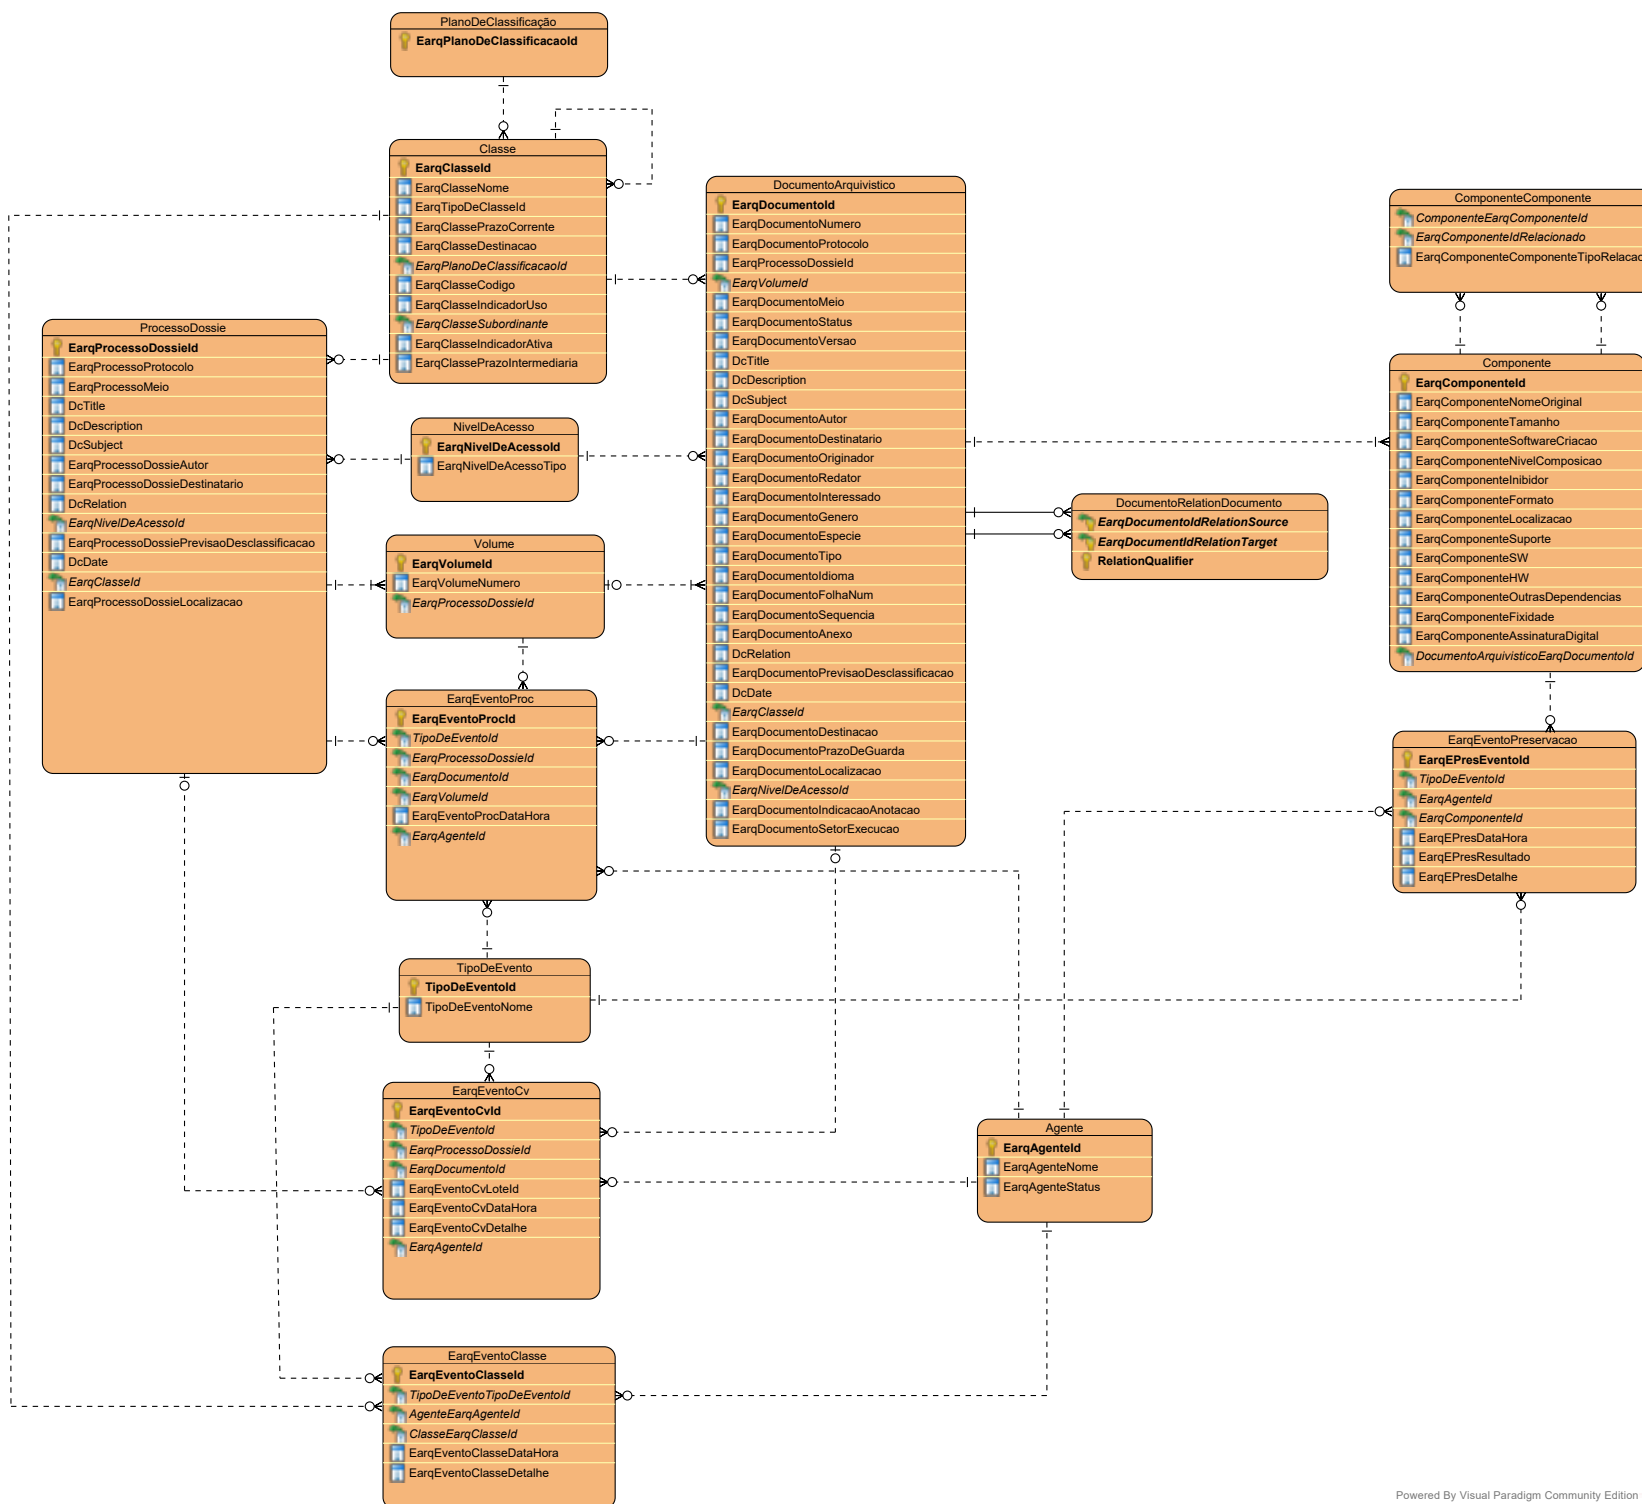 PlanoDeClassificação
EarqPlanoDeClassificacaoId
Classe
EarqClasseId
EarqClasseNome
EarqTipoDeClasseId
EarqClassePrazoCorrente
EarqClasseDestinacao
EarqPlanoDeClassificacaoId
EarqClasseCodigo
EarqClasseIndicadorUso
EarqClasseSubordinante
EarqClasseIndicadorAtiva
EarqClassePrazoIntermediaria
ProcessoDossie
EarqProcessoDossieId
EarqProcessoProtocolo
EarqProcessoMeio
DcTitle
DcDescription
DcSubject
EarqProcessoDossieAutor
EarqProcessoDossieDestinatario
DcRelation
EarqNivelDeAcessoId
EarqProcessoDossiePrevisaoDesclassificacao
DcDate
EarqClasseId
EarqProcessoDossieLocalizacao
NivelDeAcesso
EarqNivelDeAcessoId
EarqNivelDeAcessoTipo
Volume
EarqVolumeId
EarqVolumeNumero
EarqProcessoDossieId
EarqEventoProc
EarqEventoProcId
TipoDeEventoId
EarqProcessoDossieId
EarqDocumentoId
EarqVolumeId
EarqEventoProcDataHora
EarqAgenteId
TipoDeEvento
TipoDeEventoId
TipoDeEventoNome
EarqEventoCv
EarqEventoCvId
TipoDeEventoId
EarqProcessoDossieId
EarqDocumentoId
EarqEventoCvLoteId
EarqEventoCvDataHora
EarqEventoCvDetalhe
EarqAgenteId
EarqEventoClasse
EarqEventoClasseId
TipoDeEventoTipoDeEventoId
AgenteEarqAgenteId
ClasseEarqClasseId
EarqEventoClasseDataHora
EarqEventoClasseDetalhe
DocumentoArquivistico
EarqDocumentoId
EarqDocumentoNumero
EarqDocumentoProtocolo
EarqProcessoDossieId
EarqVolumeId
EarqDocumentoMeio
EarqDocumentoStatus
EarqDocumentoVersao
DcTitle
DcDescription
DcSubject
EarqDocumentoAutor
EarqDocumentoDestinatario
EarqDocumentoOriginador
EarqDocumentoRedator
EarqDocumentoInteressado
EarqDocumentoGenero
EarqDocumentoEspecie
EarqDocumentoTipo
EarqDocumentoIdioma
EarqDocumentoFolhaNum
EarqDocumentoSequencia
EarqDocumentoAnexo
DcRelation
EarqDocumentoPrevisaoDesclassificacao
DcDate
EarqClasseId
EarqDocumentoDestinacao
EarqDocumentoPrazoDeGuarda
EarqDocumentoLocalizacao
EarqNivelDeAcessoId
EarqDocumentoIndicacaoAnotacao
EarqDocumentoSetorExecucao
DocumentoRelationDocumento
EarqDocumentoIdRelationSource
EarqDocumentIdRelationTarget
RelationQualifier
Agente
EarqAgenteId
EarqAgenteNome
EarqAgenteStatus
ComponenteComponente
ComponenteEarqComponenteId
EarqComponenteIdRelacionado
EarqComponenteComponenteTipoRelacao
Componente
EarqComponenteId
EarqComponenteNomeOriginal
EarqComponenteTamanho
EarqComponenteSoftwareCriacao
EarqComponenteNivelComposicao
EarqComponenteInibidor
EarqComponenteFormato
EarqComponenteLocalizacao
EarqComponenteSuporte
EarqComponenteSW
EarqComponenteHW
EarqComponenteOutrasDependencias
EarqComponenteFixidade
EarqComponenteAssinaturaDigital
DocumentoArquivisticoEarqDocumentoId
EarqEventoPreservacao
EarqEPresEventoId
TipoDeEventoId
EarqAgenteId
EarqComponenteId
EarqEPresDataHora
EarqEPresResultado
EarqEPresDetalhe
Powered By Visual Paradigm Community Edition